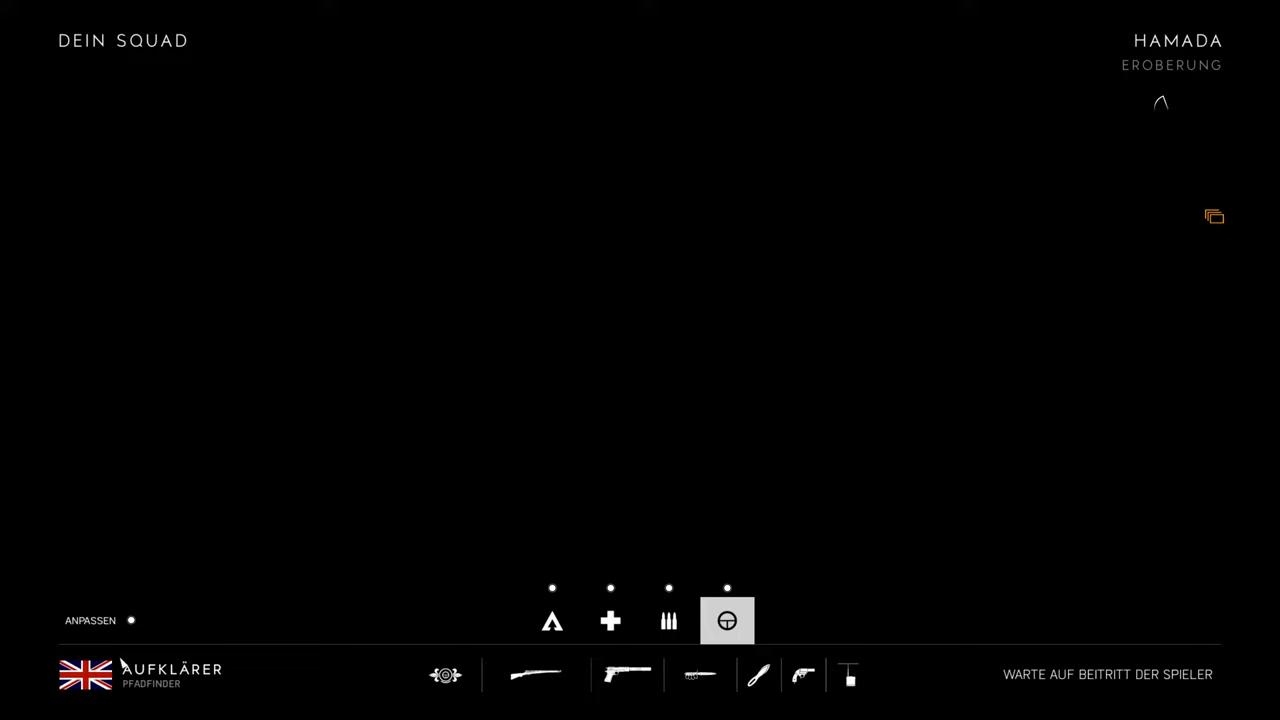 DEIN SQUAD
HAMADA
EROBERUNG
ANPASSEN
AUFKLÄRER
PFADFINDER
WARTE AUF BEITRITT DER SPIELER